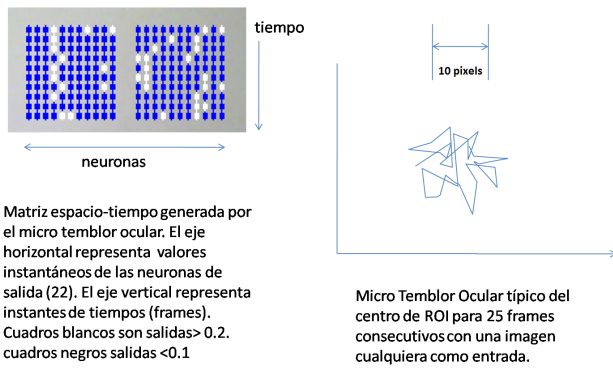 tiempo
neuronas
Matriz espacio-tiempo generada por
el micro temblor ocular. El eje
horizontal representa valores
instantáneos de las neuronas de
salida (22). El eje vertical representa
instantes de tiempos (frames).
Cuadros blancos son salidas> 0.2.
cuadros negros salidas <0.1
10 pixels
Micro Temblor Ocular típico del
centro de ROI para 25 frames
consecutivos con una imagen
cualquiera como entrada.